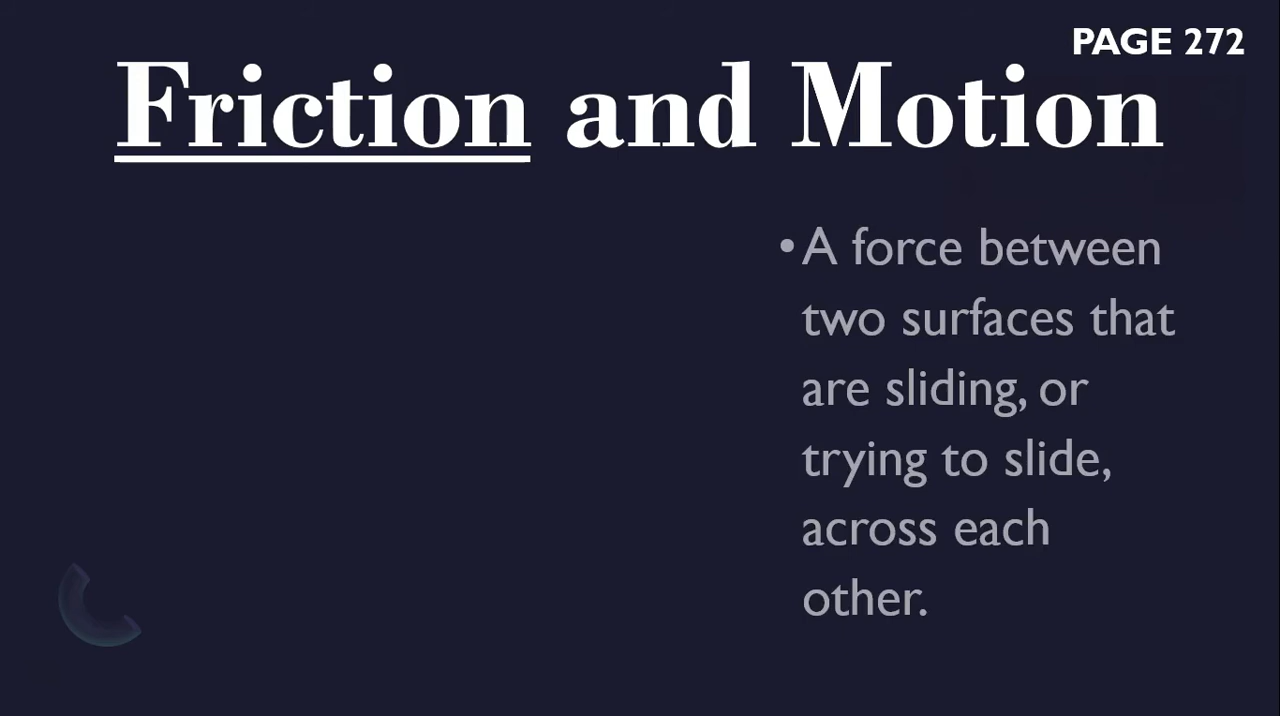 PAGE 272
Friction and Motion
•A force between
two surfaces that
are sliding, or
trying to slide,
across each
other.